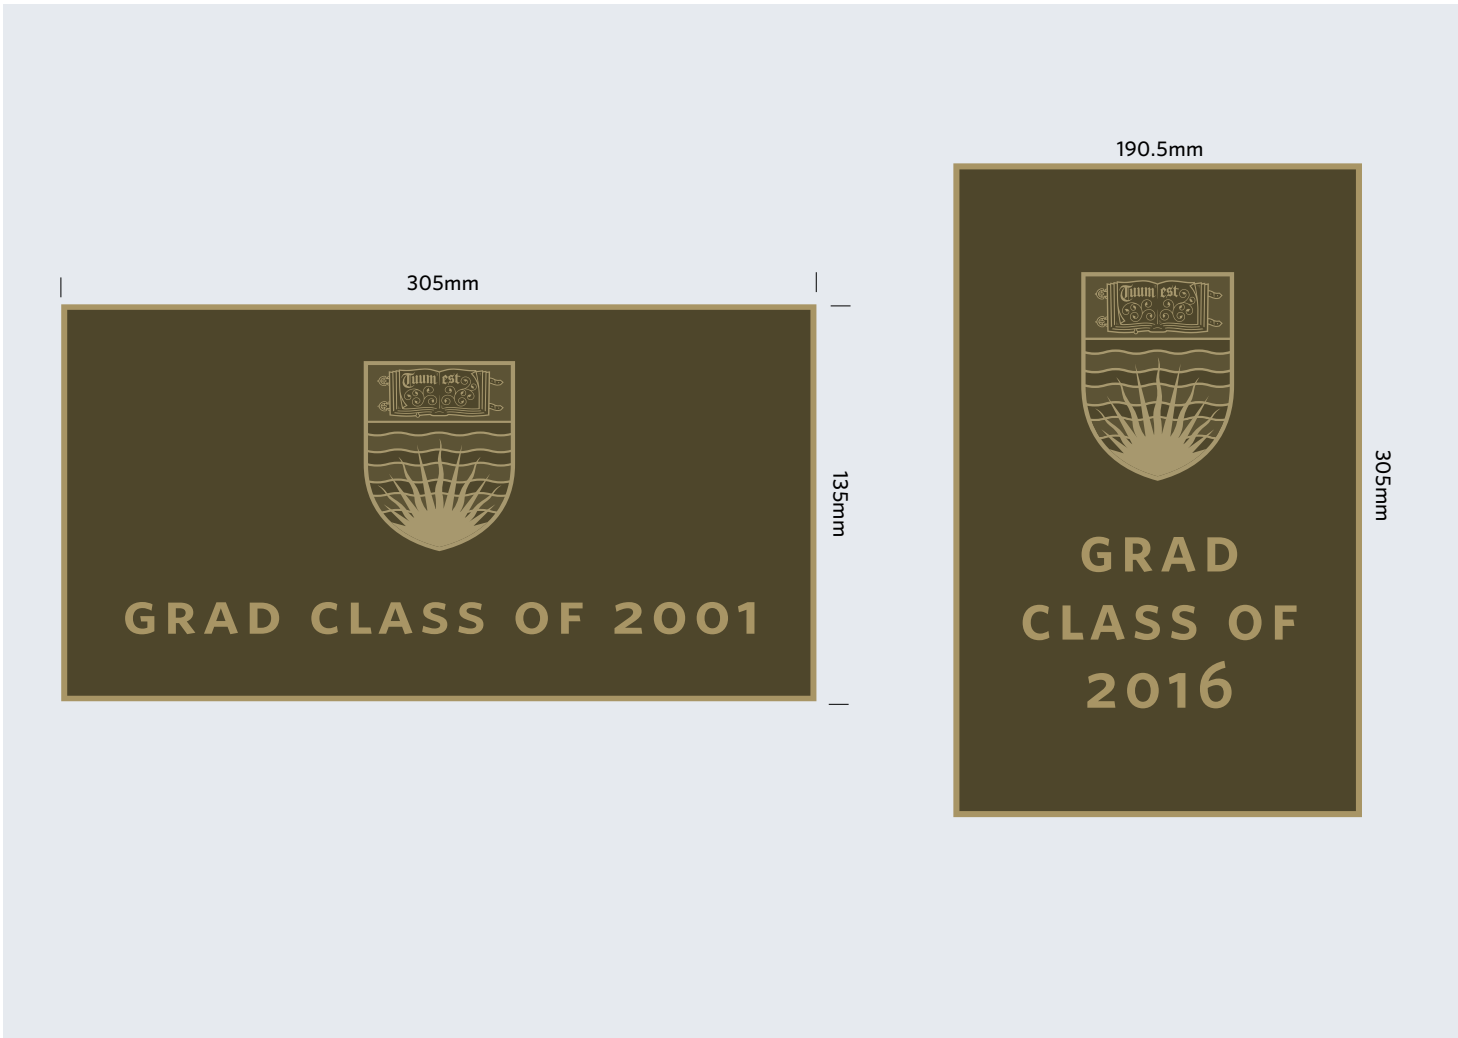 305mm
135mm
Tuum est
GRAD CLASS OF 2001
190.5mm
305mm
Tuum est
GRAD
CLASS OF
2016